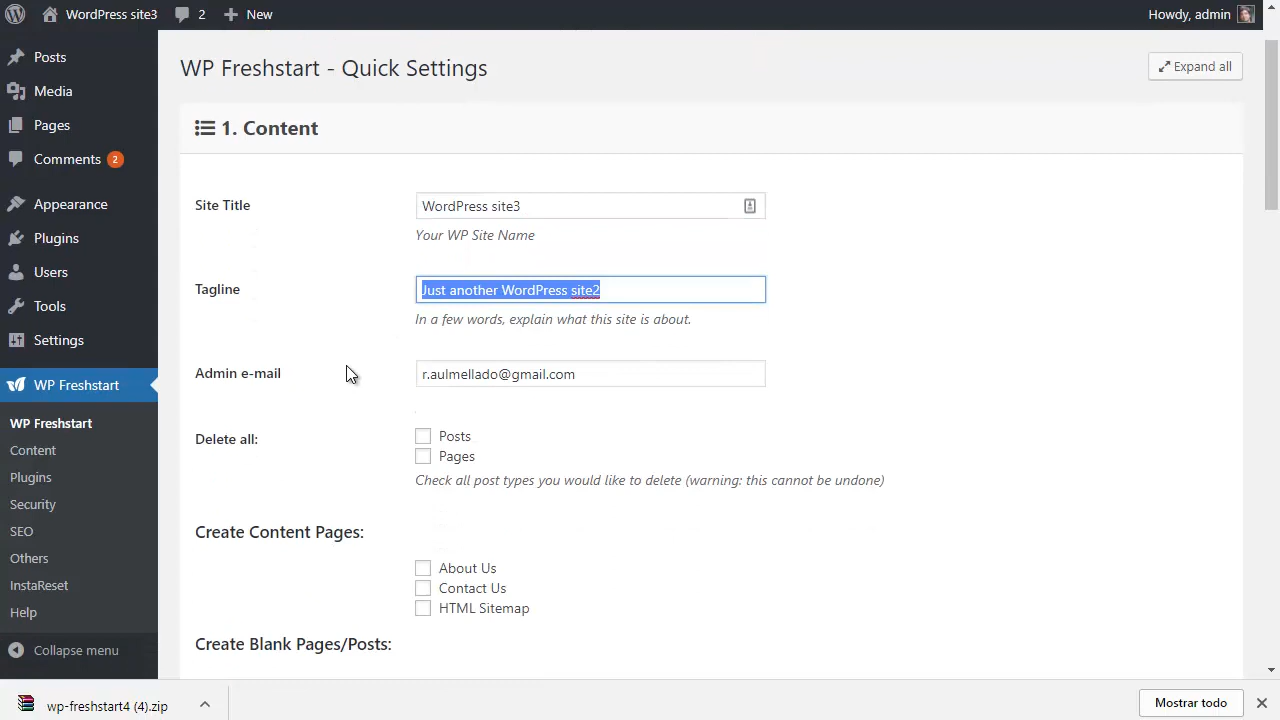 WordPress site3
2
New
Howdy, admin
Posts
Media
Pages
Comments 2
Appearance
Plugins
Users
Tools
Settings
WP Freshstart
WP Freshstart
Content
Plugins
Security
SEO
Others
InstaReset
Help
Collapse menu
WP Freshstart - Quick Settings
Expand all
1. Content
Site Title
WordPress site3
Your WP Site Name
Tagline
Just another WordPress site2
In a few words, explain what this site is about.
Admin e-mail
r.aulmellado@gmail.com
Delete all:
Posts
Pages
Check all post types you would like to delete (warning: this cannot be undone)
Create Content Pages:
About Us
Contact Us
HTML Sitemap
Create Blank Pages/Posts:
wp-freshstart4 (4).zip
Mostrar todo